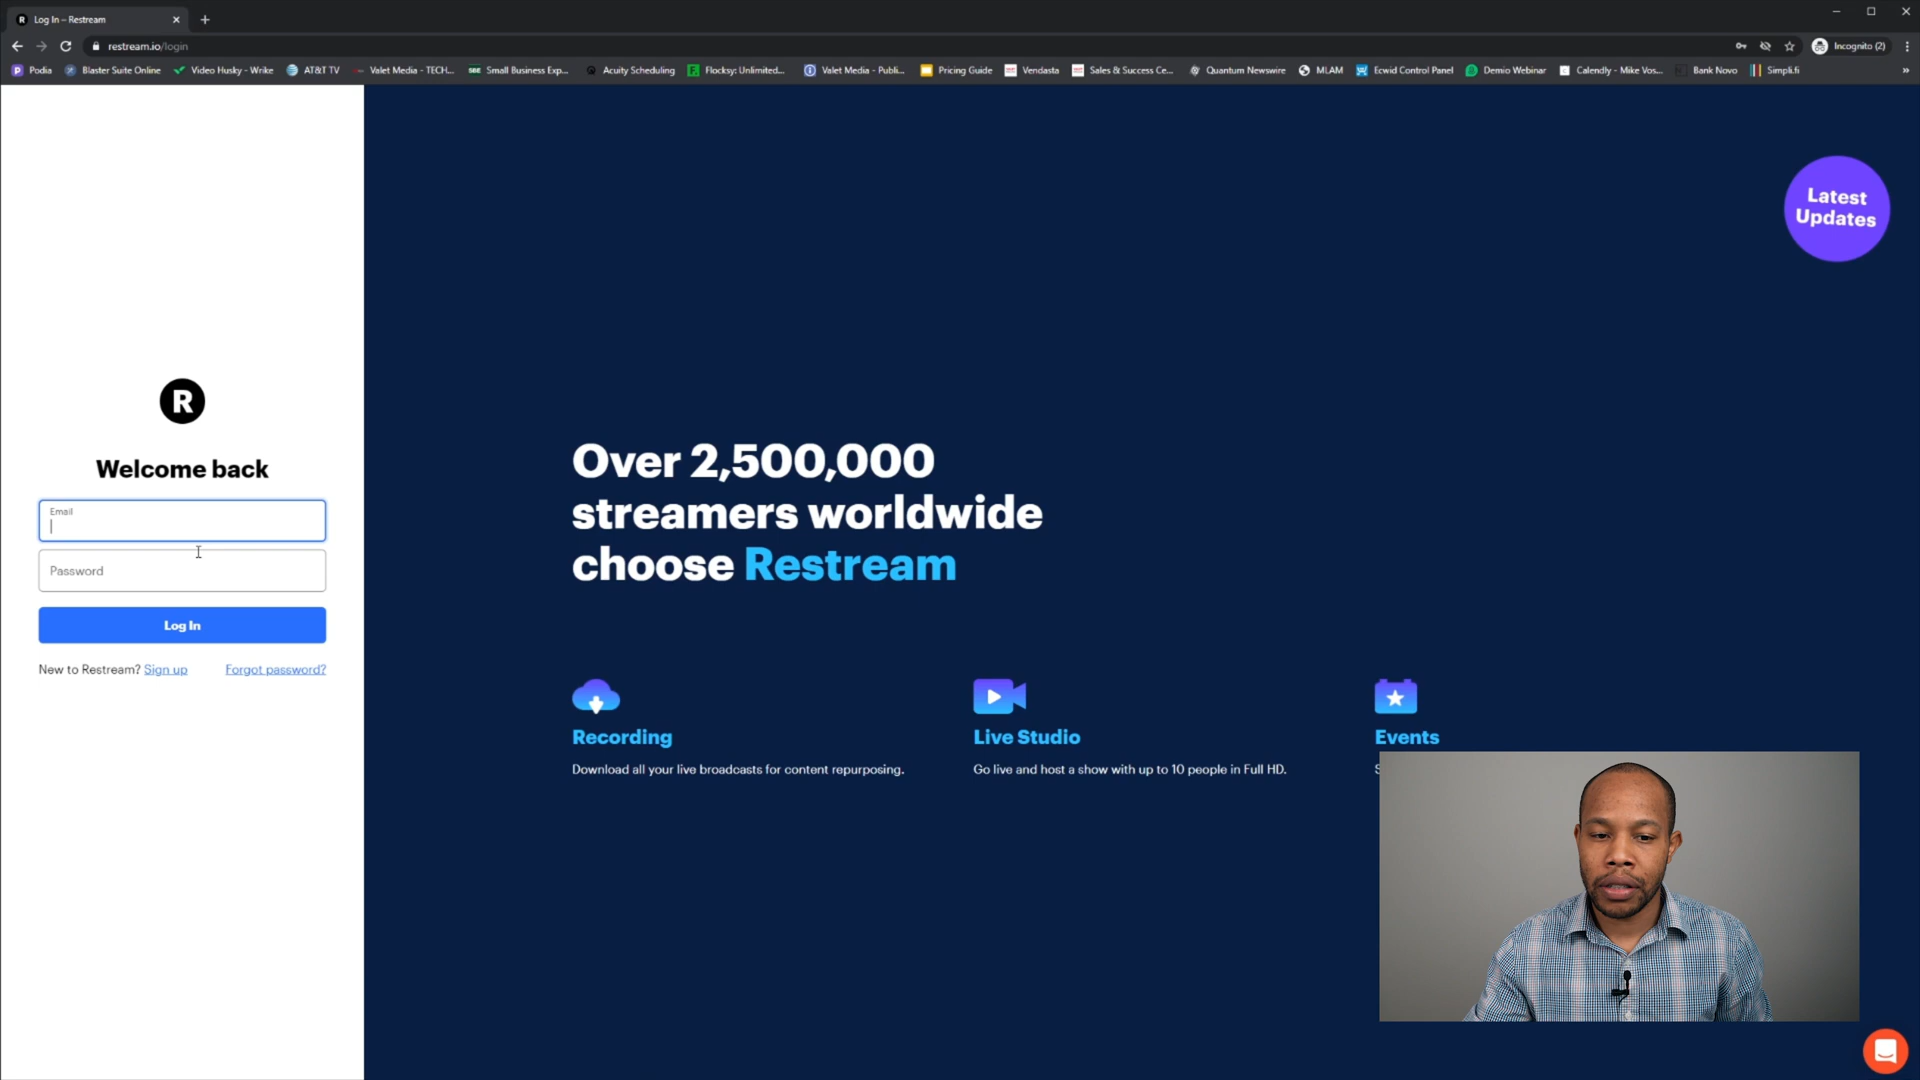 Log In – Restream
restream.io/login
Incognito (2)
Podia
Blaster Suite Online
Video Husky - Wrike
AT&T TV
Valet Media - TECH...
SBE
Small Business Exp...
Acuity Scheduling
Flocksy: Unlimited...
Valet Media - Publi...
Pricing Guide
Vendasta
Sales & Success Ce...
Quantum Newswire
MLAM
Ecwid Control Panel
Demio Webinar
Calendly - Mike Vos...
Bank Novo
Simpli.fi
»
R
Welcome back
Email
Password
Log In
New to Restream? Sign up
Forgot password?
Latest
Updates
Over 2,500,000
streamers worldwide
choose Restream
Recording
Download all your live broadcasts for content repurposing.
Live Studio
Go live and host a show with up to 10 people in Full HD.
Events